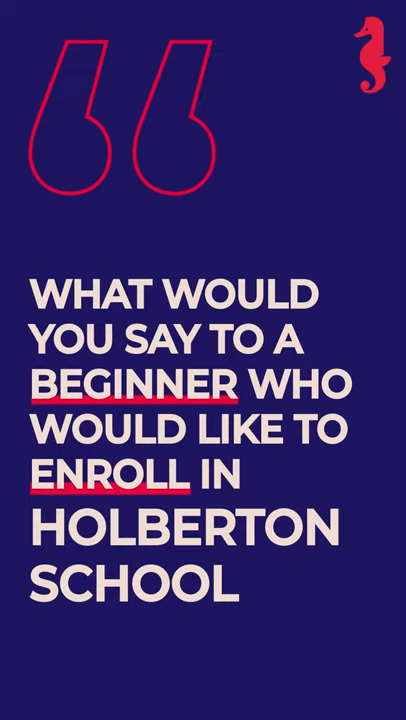 WHAT WOULD
YOU SAY TO A
BEGINNER WHO
WOULD LIKE TO
ENROLL IN
HOLBERTON
SCHOOL